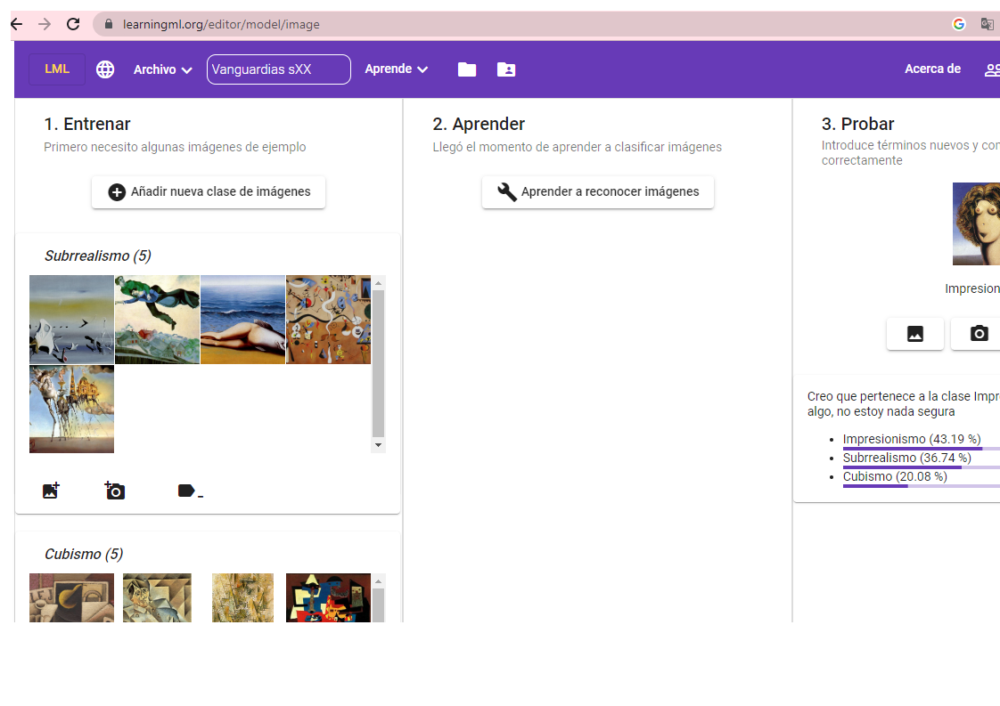 learningml.org/editor/model/image
LML
Archivo
Vanguardias sXX
Aprende
Acerca de
1. Entrenar
Primero necesito algunas imágenes de ejemplo
Añadir nueva clase de imágenes
Subrrealismo (5)
Cubismo (5)
2. Aprender
Llegó el momento de aprender a clasificar imágenes
Aprender a reconocer imágenes
3. Probar
Introduce términos nuevos y com
correctamente
Impresion
Creo que pertenece a la clase Impre
algo, no estoy nada segura
Impresionismo (43.19 %)
Subrrealismo (36.74 %)
Cubismo (20.08 %)